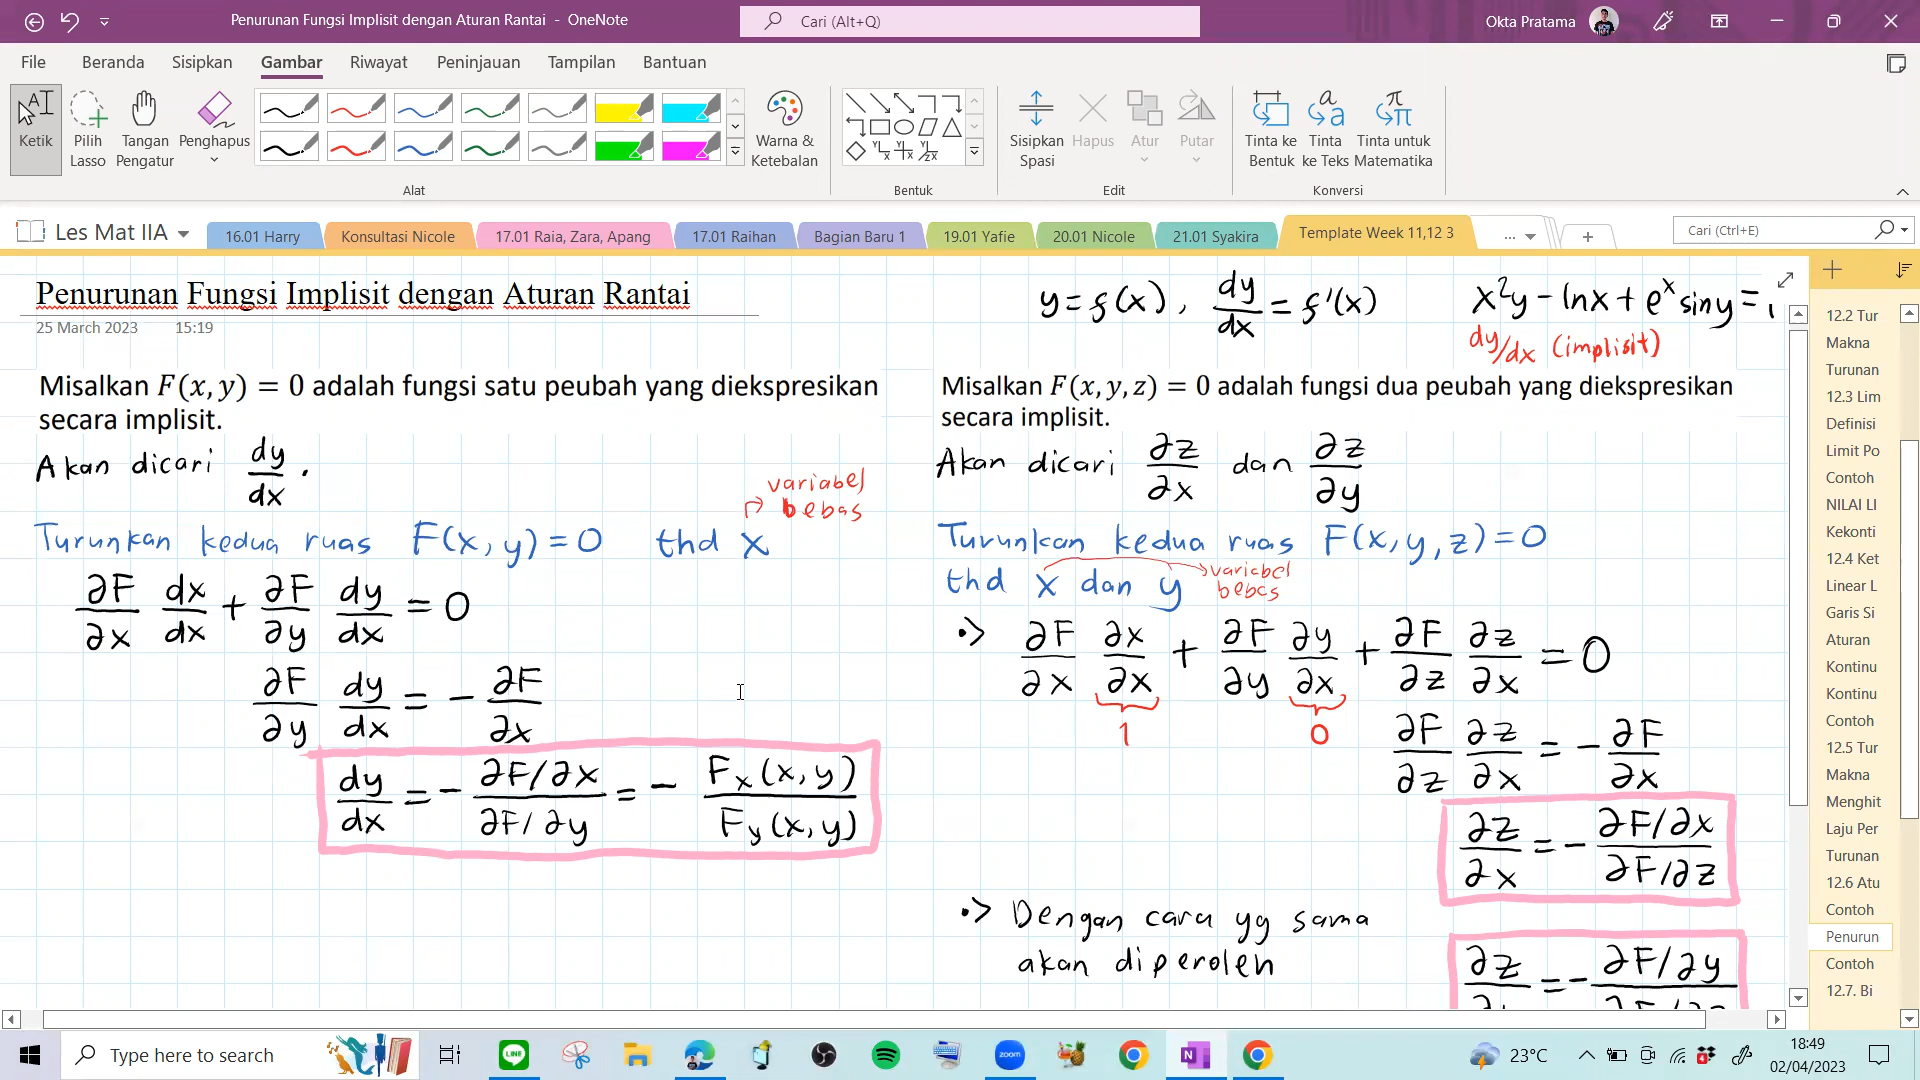 Penurunan Fungsi Implisit dengan Aturan Rantai - OneNote
Cari (Alt+Q)
Okta Pratama
File Beranda Sisipkan Gambar Riwayat Peninjauan Tampilan Bantuan
Ketik
Pilih Lasso
Tangan Pengatur
Penghapus
Warna & Ketebalan
Sisipkan Spasi
Hapus
Atur
Putar
Tinta ke Bentuk
Tinta ke Teks
Tinta untuk Matematika
Alat
Bentuk
Edit
Konversi
Les Mat IIA
16.01 Harry
Konsultasi Nicole
17.01 Raia, Zara, Apang
17.01 Raihan
Bagian Baru 1
19.01 Yafie
20.01 Nicole
21.01 Syakira
Template Week 11,12 3
...
Cari (Ctrl+E)
Penurunan Fungsi Implisit dengan Aturan Rantai
25 March 2023 15:19
y = f(x), dy/dx = f'(x)
x²y - ln x + e^x sin y = 1
dy/dx (implisit)
Misalkan F(x, y) = 0 adalah fungsi satu peubah yang diekspresikan
secara implisit.
Akan dicari dy/dx.
variabel
bebas
Turunkan kedua ruas F(x, y) = 0 thd x
∂F/∂x dx/dx + ∂F/∂y dy/dx = 0
∂F/∂y dy/dx = - ∂F/∂x
dy/dx = - (∂F/∂x)/(∂F/∂y) = - Fx(x, y)/Fy(x, y)
Misalkan F(x, y, z) = 0 adalah fungsi dua peubah yang diekspresikan
secara implisit.
Akan dicari ∂z/∂x dan ∂z/∂y
Turunkan kedua ruas F(x, y, z) = 0
thd x dan y
variabel
bebas
•> ∂F/∂x ∂x/∂x + ∂F/∂y ∂y/∂x + ∂F/∂z ∂z/∂x = 0
1 0
∂F/∂z ∂z/∂x = - ∂F/∂x
∂z/∂x = - (∂F/∂x)/(∂F/∂z)
•> Dengan cara yg sama
akan diperoleh
∂z = - ∂F/∂y
12.2 Tur
Makna
Turunan
12.3 Lim
Definisi
Limit Po
Contoh
NILAI LI
Kekonti
12.4 Ket
Linear L
Garis Si
Aturan
Kontinu
Kontinu
Contoh
12.5 Tur
Makna
Menghit
Laju Per
Turunan
12.6 Atu
Contoh
Penurun
Contoh
12.7. Bi
Type here to search
LINE
zoom
23°C
18:49
02/04/2023